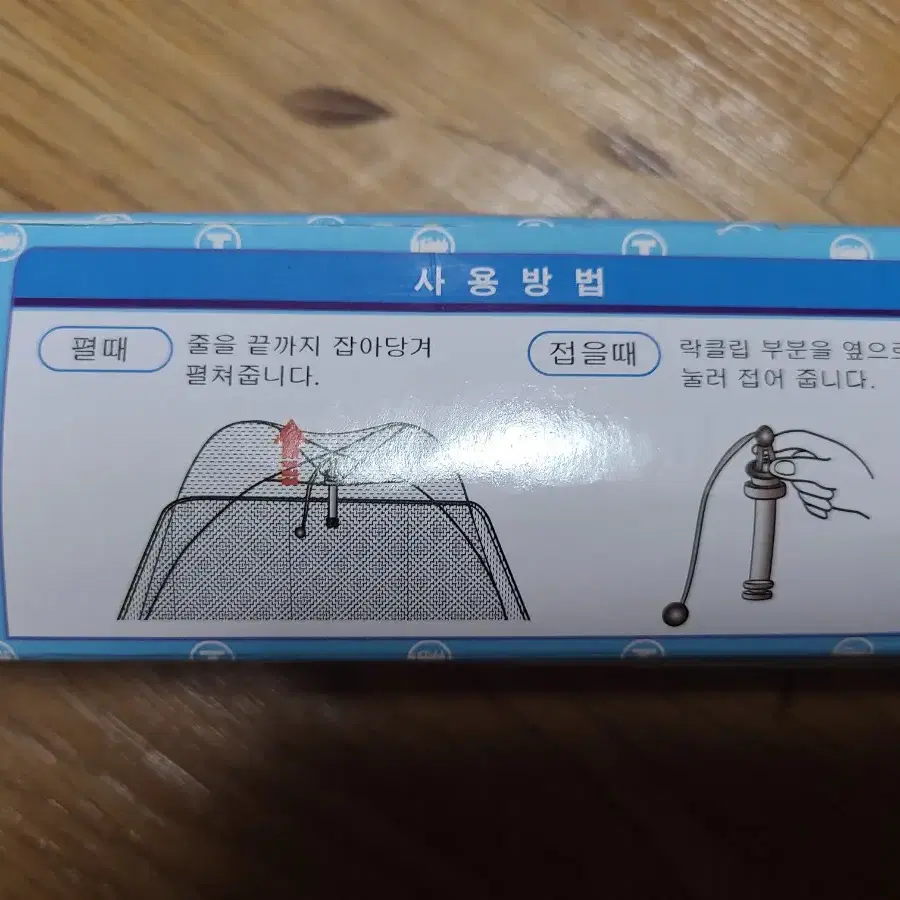 사용방법
펼때
줄을 끝까지 잡아당겨
펼쳐줍니다.
접을때
락클립 부분을 옆으로
눌러 접어 줍니다.